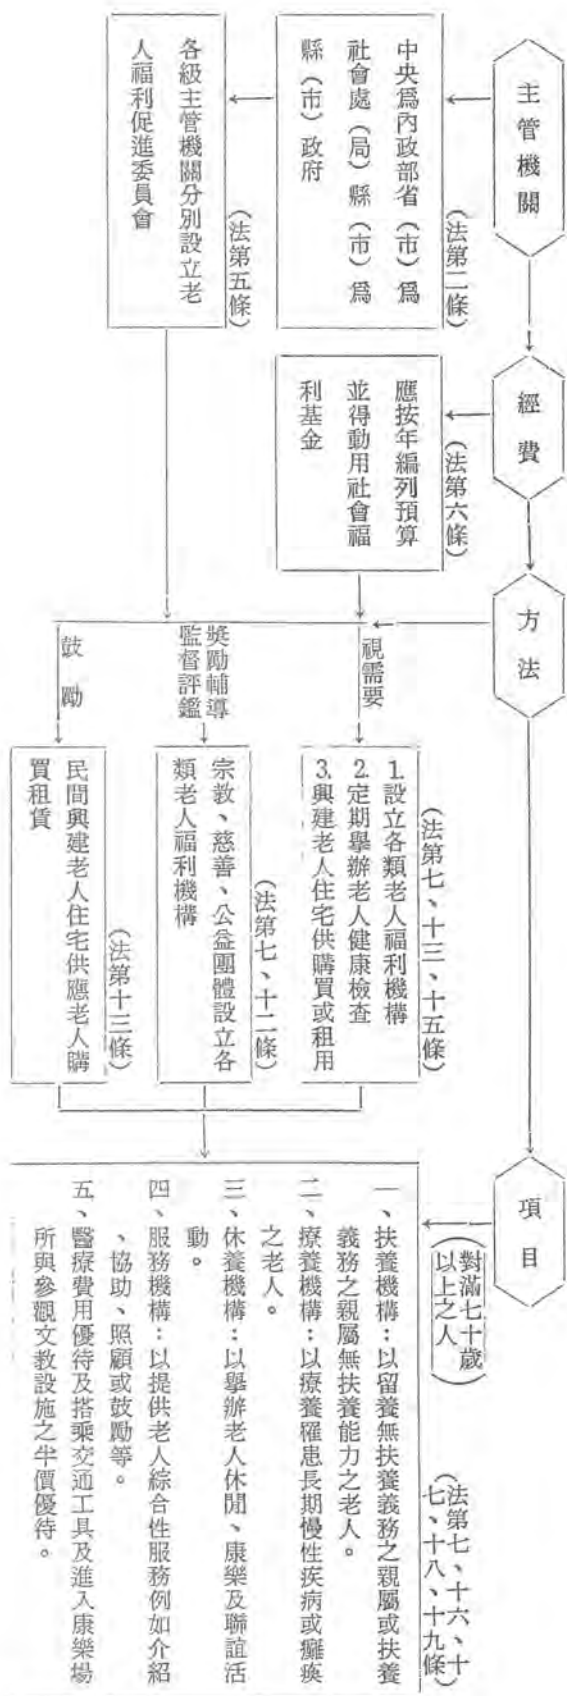 主管機關
(法第二條)
中央爲內政部省(市)爲
社會處(局)縣(市)爲
縣(市)政府
(法第五條)
各級主管機關分別設立老
人福利促進委員會
經費
(法第六條)
應按年編列預算
並得動用社會福
利基金
方法
視需要
(法第七、十三、十五條)
1.設立各類老人福利機構
2.定期舉辦老人健康檢查
3.興建老人住宅供購買或租用
獎勵輔導
監督評鑑
(法第七、十二條)
宗敎、慈善、公益團體設立各
類老人福利機構
鼓勵
(法第十三條)
民間興建老人住宅供應老人購
買租賃
項目
(對滿七十歲
以上之人)
(法第七、十六、十
七、十八、十九條)
一、扶養機構：以留養無扶養義務之親屬或扶養
義務之親屬無扶養能力之老人。
二、療養機構：以療養罹患長期慢性疾病或癱瘓
之老人。
三、休養機構：以舉辦老人休閒、康樂及聯誼活
動。
四、服務機構：以提供老人綜合性服務例如介紹
、協助、照顧或鼓勵等。
五、醫療費用優待及搭乘交通工具及進入康樂場
所與參觀文敎設施之半價優待。